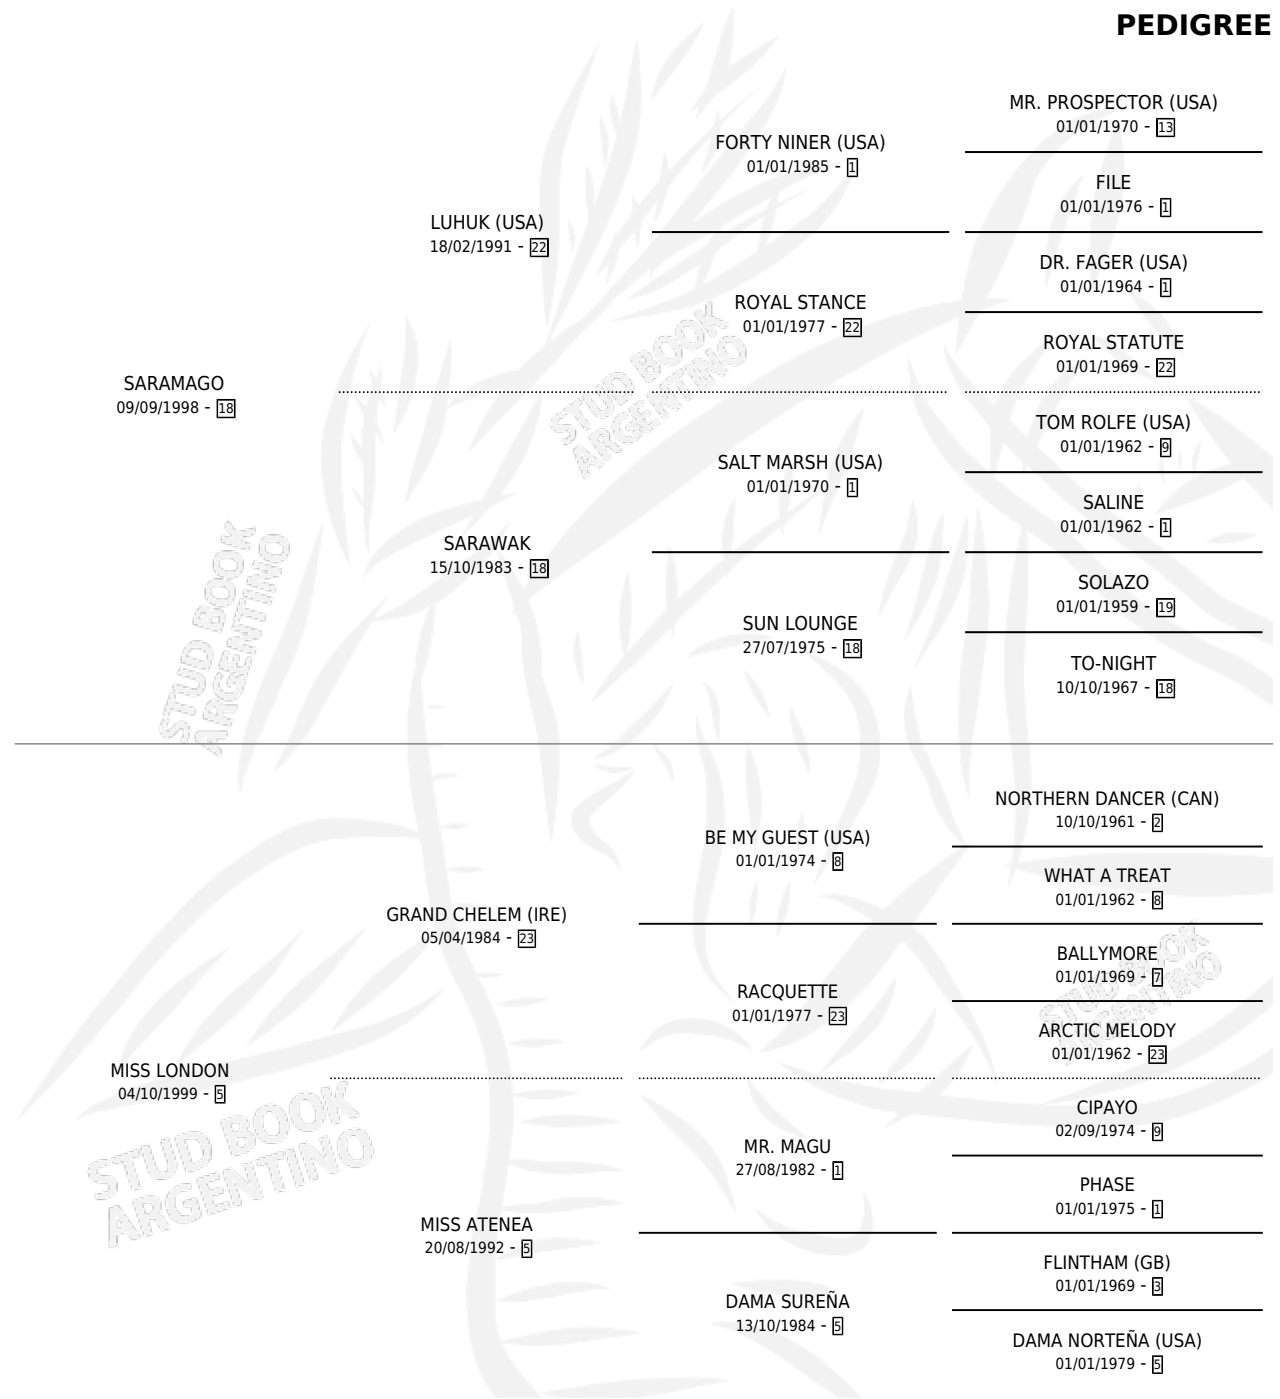 PEDIGREE
MR. PROSPECTOR (USA)
01/01/1970 - 13
FORTY NINER (USA)
01/01/1985 - 1
FILE
01/01/1976 - 1
LUHUK (USA)
18/02/1991 - 22
DR. FAGER (USA)
01/01/1964 - 1
ROYAL STANCE
01/01/1977 - 22
ROYAL STATUTE
01/01/1969 - 22
SARAMAGO
09/09/1998 - 18
TOM ROLFE (USA)
01/01/1962 - 9
SALT MARSH (USA)
01/01/1970 - 1
SALINE
01/01/1962 - 1
SARAWAK
15/10/1983 - 18
SOLAZO
01/01/1959 - 19
SUN LOUNGE
27/07/1975 - 18
TO-NIGHT
10/10/1967 - 18
NORTHERN DANCER (CAN)
10/10/1961 - 2
BE MY GUEST (USA)
01/01/1974 - 8
WHAT A TREAT
01/01/1962 - 8
GRAND CHELEM (IRE)
05/04/1984 - 23
BALLYMORE
01/01/1969 - 7
RACQUETTE
01/01/1977 - 23
ARCTIC MELODY
01/01/1962 - 23
MISS LONDON
04/10/1999 - 5
CIPAYO
02/09/1974 - 9
MR. MAGU
27/08/1982 - 1
PHASE
01/01/1975 - 1
MISS ATENEA
20/08/1992 - 5
FLINTHAM (GB)
01/01/1969 - 3
DAMA SUREÑA
13/10/1984 - 5
DAMA NORTEÑA (USA)
01/01/1979 - 5
STUD BOOK
ARGENTINO
STUD BOOK
ARGENTINO
STUD BOOK
ARGENTINO
STUD BOOK
ARGENTINO